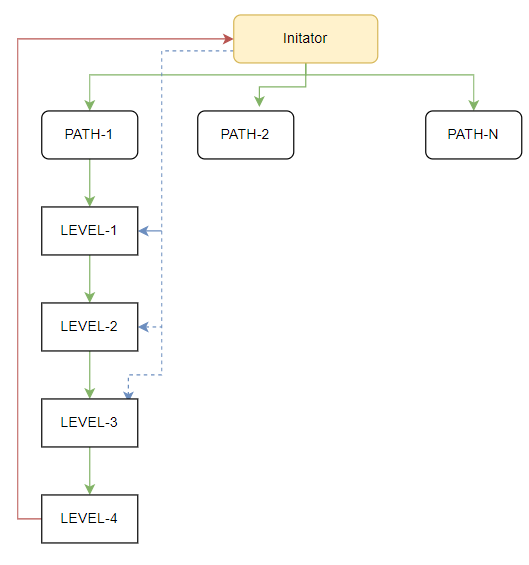 Initator
PATH-1
PATH-2
PATH-N
LEVEL-1
LEVEL-2
LEVEL-3
LEVEL-4